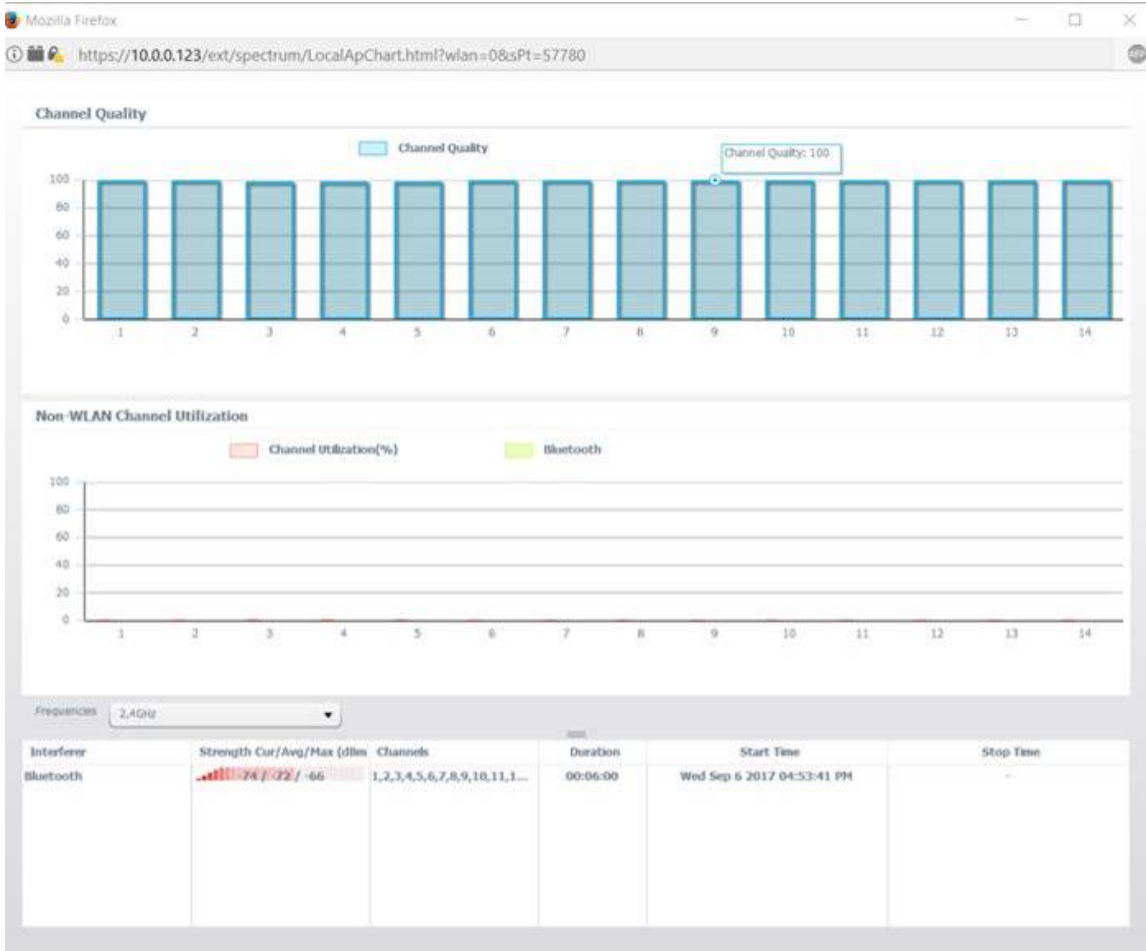 Mozilla Firefox
https://10.0.0.123/ext/spectrum/LocalApChart.html?wlan=0&sPt=57780
Channel Quality
Channel Quality
Channel Quality: 100
100
80
60
40
20
0
1 2 3 4 5 6 7 8 9 10 11 12 13 14
Non-WLAN Channel Utilization
Channel Utilization(%) Bluetooth
100
80
60
40
20
0
1 2 3 4 5 6 7 8 9 10 11 12 13 14
Frequencies 2.4GHz
Interferer Strength Cur/Avg/Max (dBm Channels Duration Start Time Stop Time
Bluetooth -74 / -72 / -66 1,2,3,4,5,6,7,8,9,10,11,1... 00:06:00 Wed Sep 6 2017 04:53:41 PM -